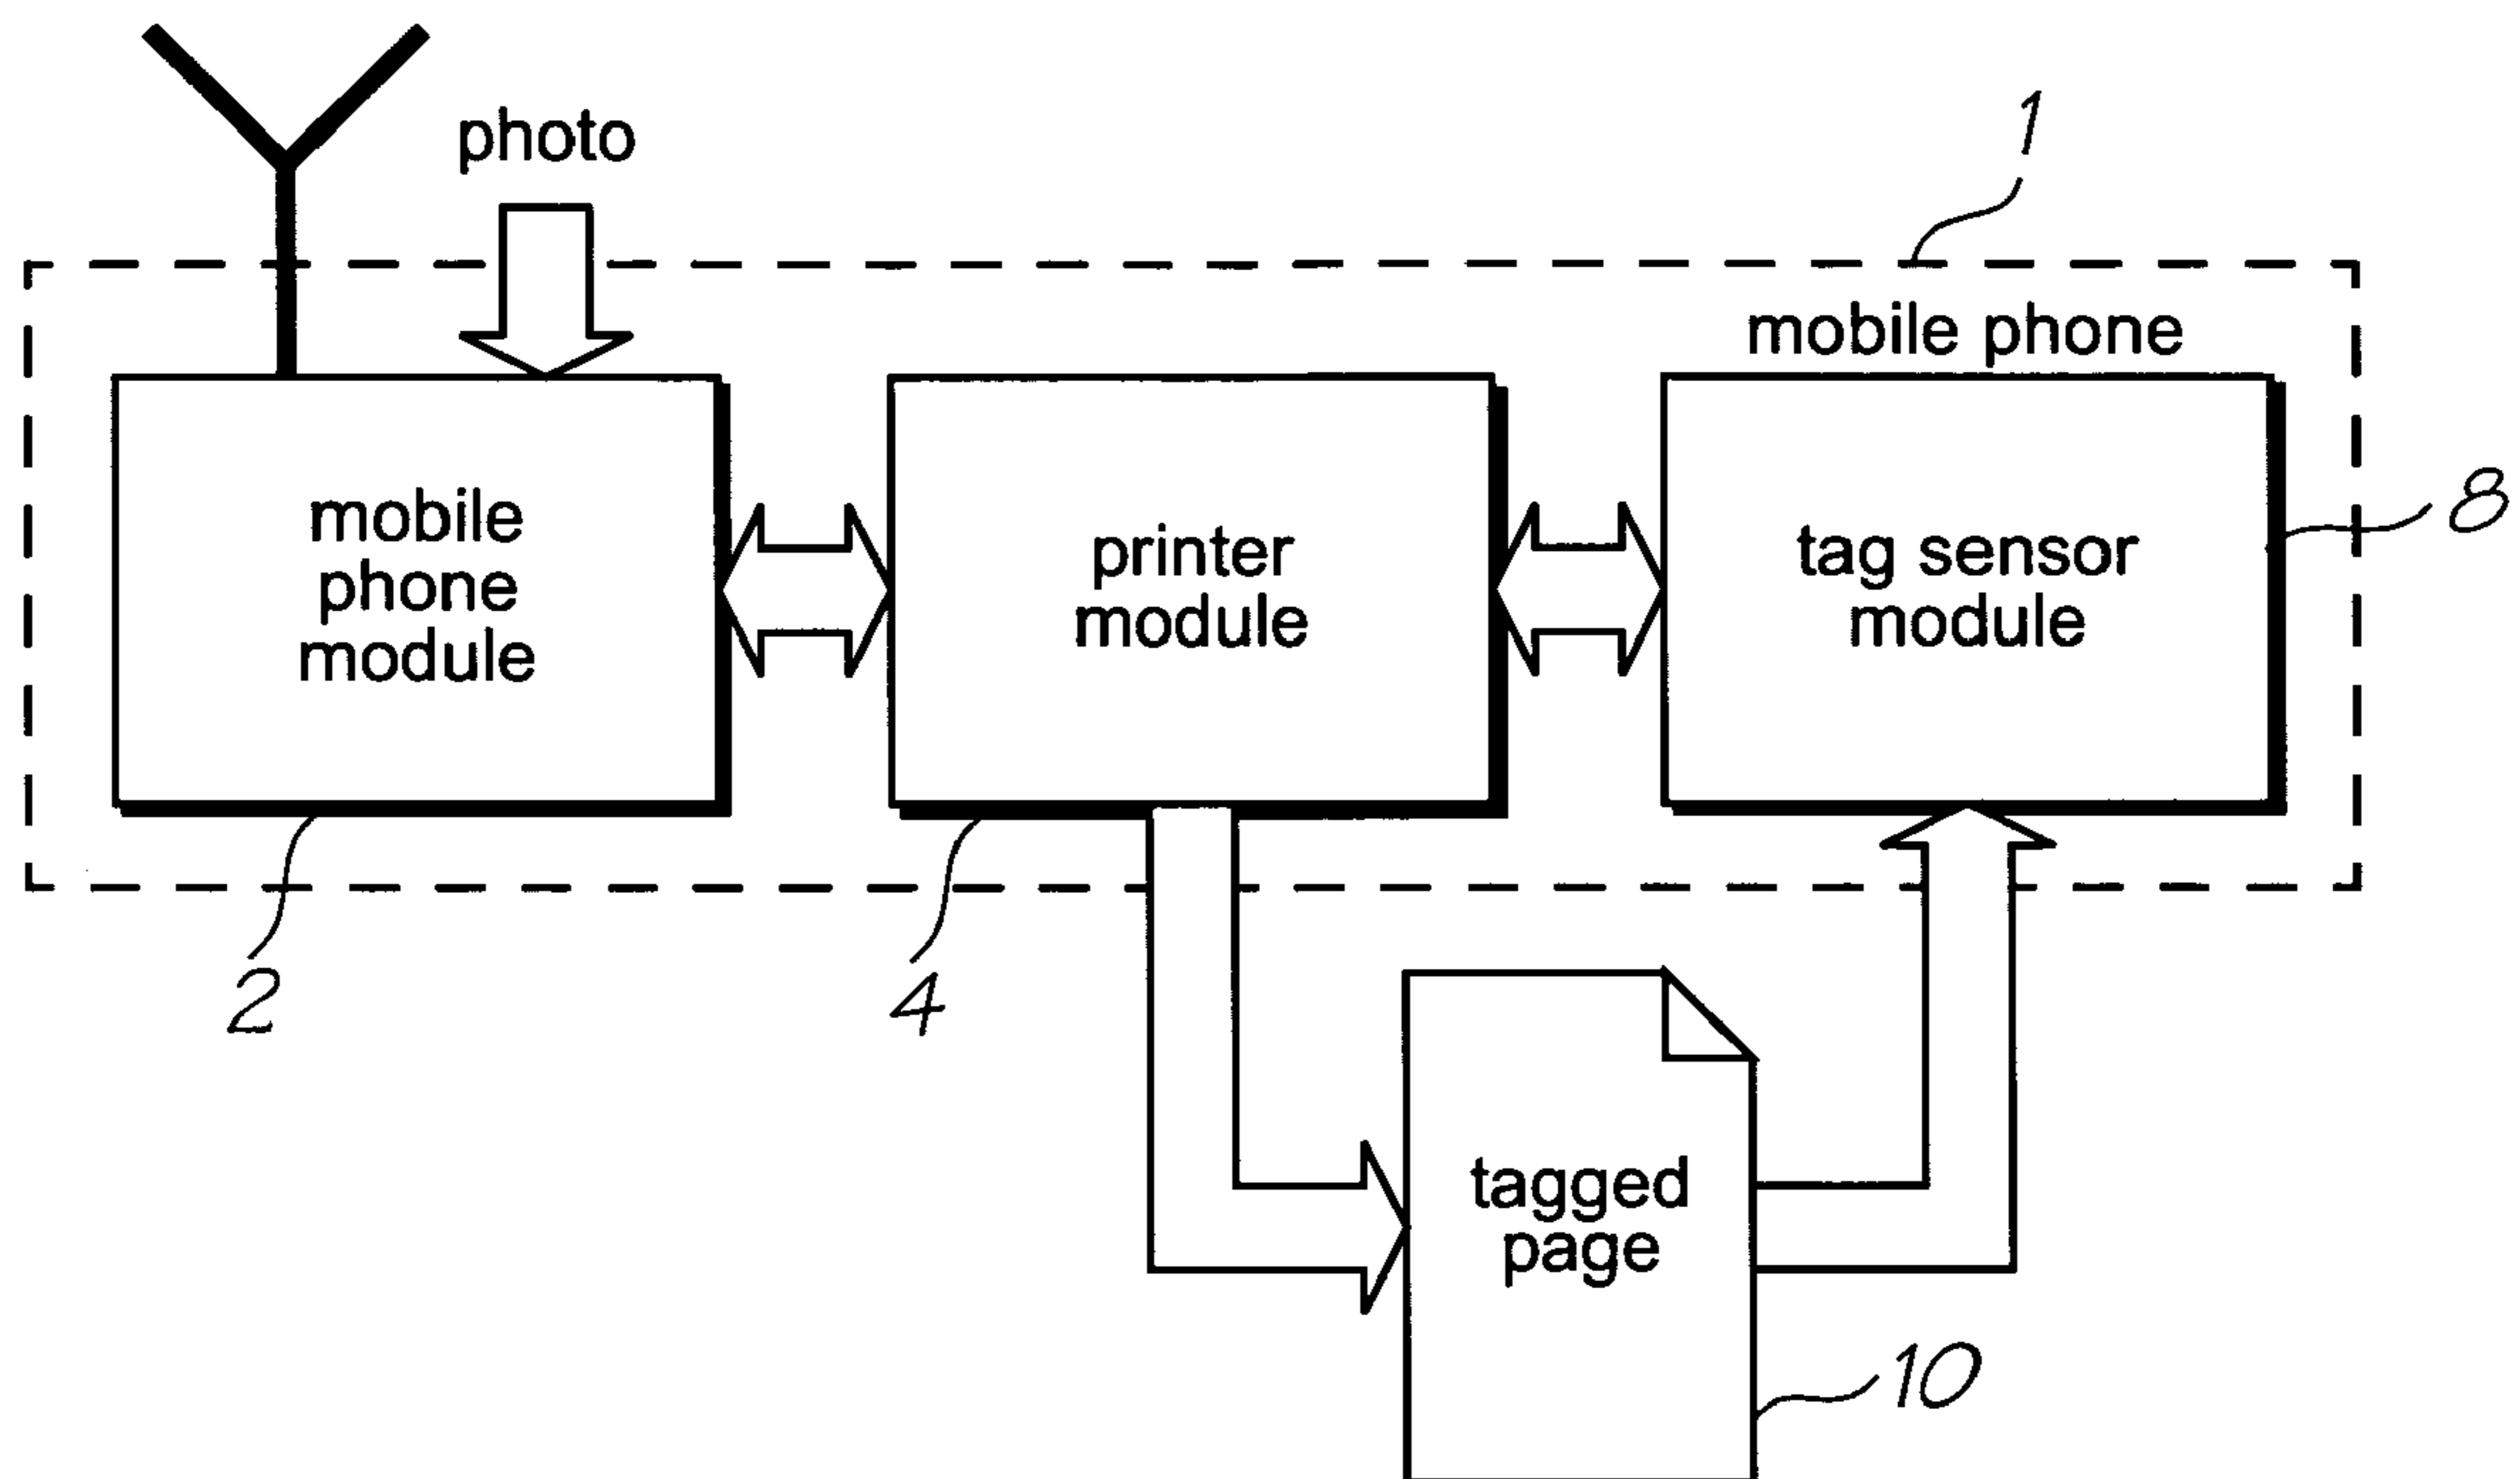 photo
1
mobile phone
mobile
phone
module
printer
module
tag sensor
module
8
2
4
tagged
page
10